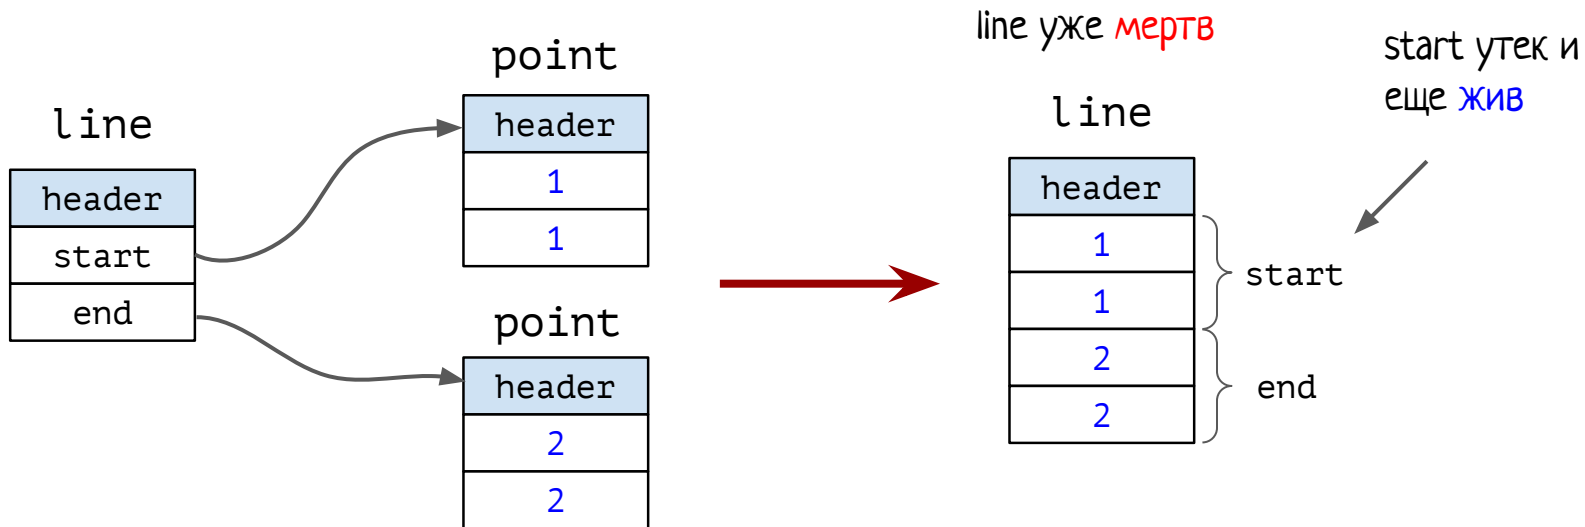 line
header
start
end
point
header
1
1
point
header
2
2
line уже мертв
line
header
1
1
2
2
start
end
start утек и
еще жив